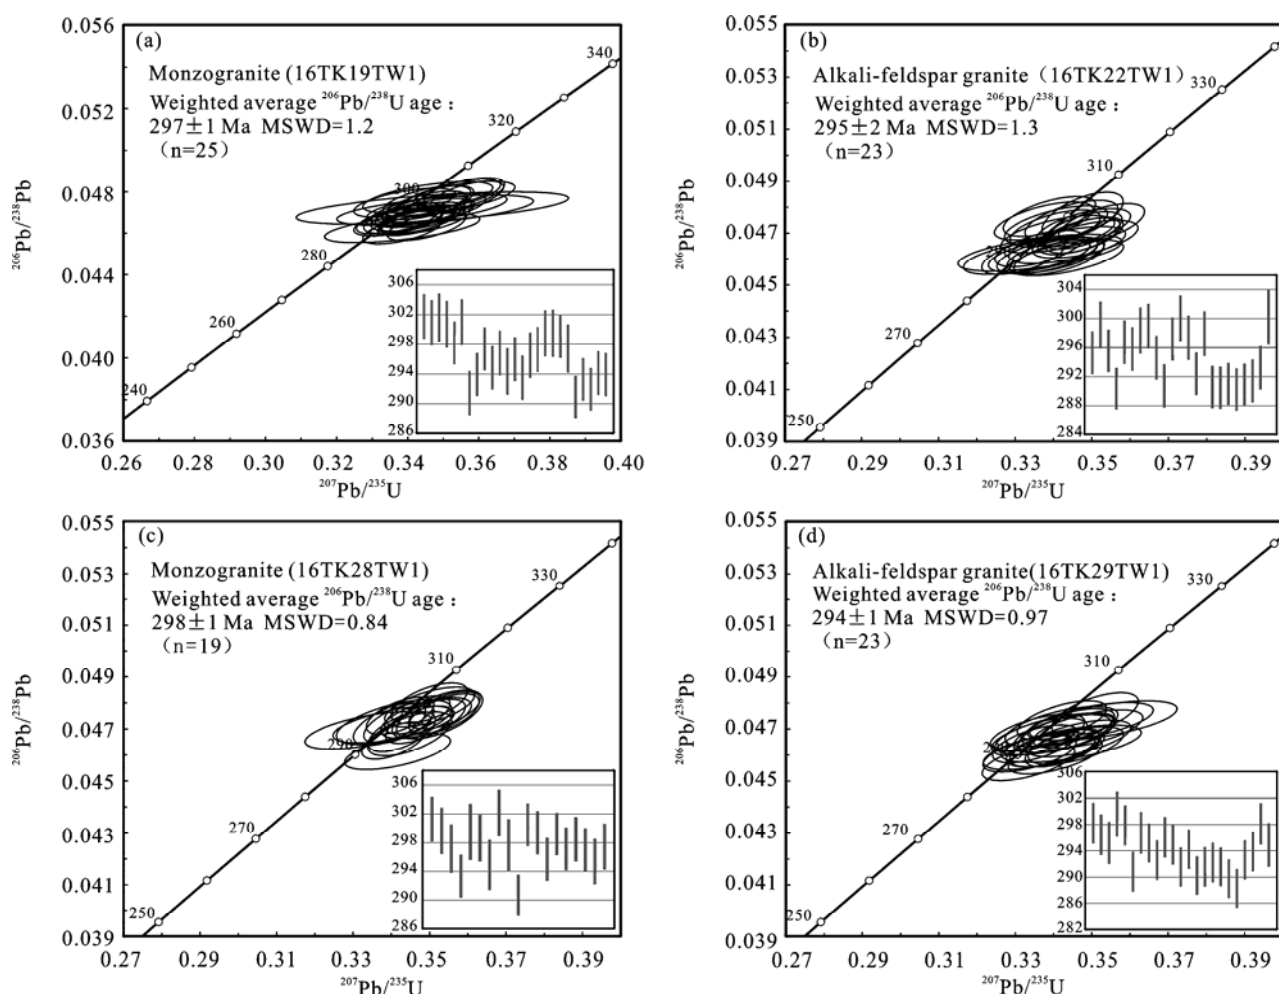 (a)
Monzogranite (16TK19TW1)
Weighted average ²⁰⁶Pb/²³⁸U age :
297±1 Ma MSWD=1.2
(n=25)
0.056
0.052
0.048
0.044
0.040
0.036
²⁰⁶Pb/²³⁸Pb
340
320
300
280
260
240
306
302
298
294
290
286
0.26 0.28 0.30 0.32 0.34 0.36 0.38 0.40
²⁰⁷Pb/²³⁵U
(b)
Alkali-feldspar granite (16TK22TW1)
Weighted average ²⁰⁶Pb/²³⁸U age :
295±2 Ma MSWD=1.3
(n=23)
0.055
0.053
0.051
0.049
0.047
0.045
0.043
0.041
0.039
²⁰⁶Pb/²³⁸Pb
330
310
270
250
304
300
296
292
288
284
0.27 0.29 0.31 0.33 0.35 0.37 0.39
²⁰⁷Pb/²³⁵U
(c)
Monzogranite (16TK28TW1)
Weighted average ²⁰⁶Pb/²³⁸U age :
298±1 Ma MSWD=0.84
(n=19)
0.055
0.053
0.051
0.049
0.047
0.045
0.043
0.041
0.039
²⁰⁶Pb/²³⁸Pb
330
310
290
270
250
306
302
298
294
290
286
0.27 0.29 0.31 0.33 0.35 0.37 0.39
²⁰⁷Pb/²³⁵U
(d)
Alkali-feldspar granite(16TK29TW1)
Weighted average ²⁰⁶Pb/²³⁸U age :
294±1 Ma MSWD=0.97
(n=23)
0.055
0.053
0.051
0.049
0.047
0.045
0.043
0.041
0.039
²⁰⁶Pb/²³⁸Pb
330
310
270
250
306
302
298
294
290
286
282
0.27 0.29 0.31 0.33 0.35 0.37 0.39
²⁰⁷Pb/²³⁵U